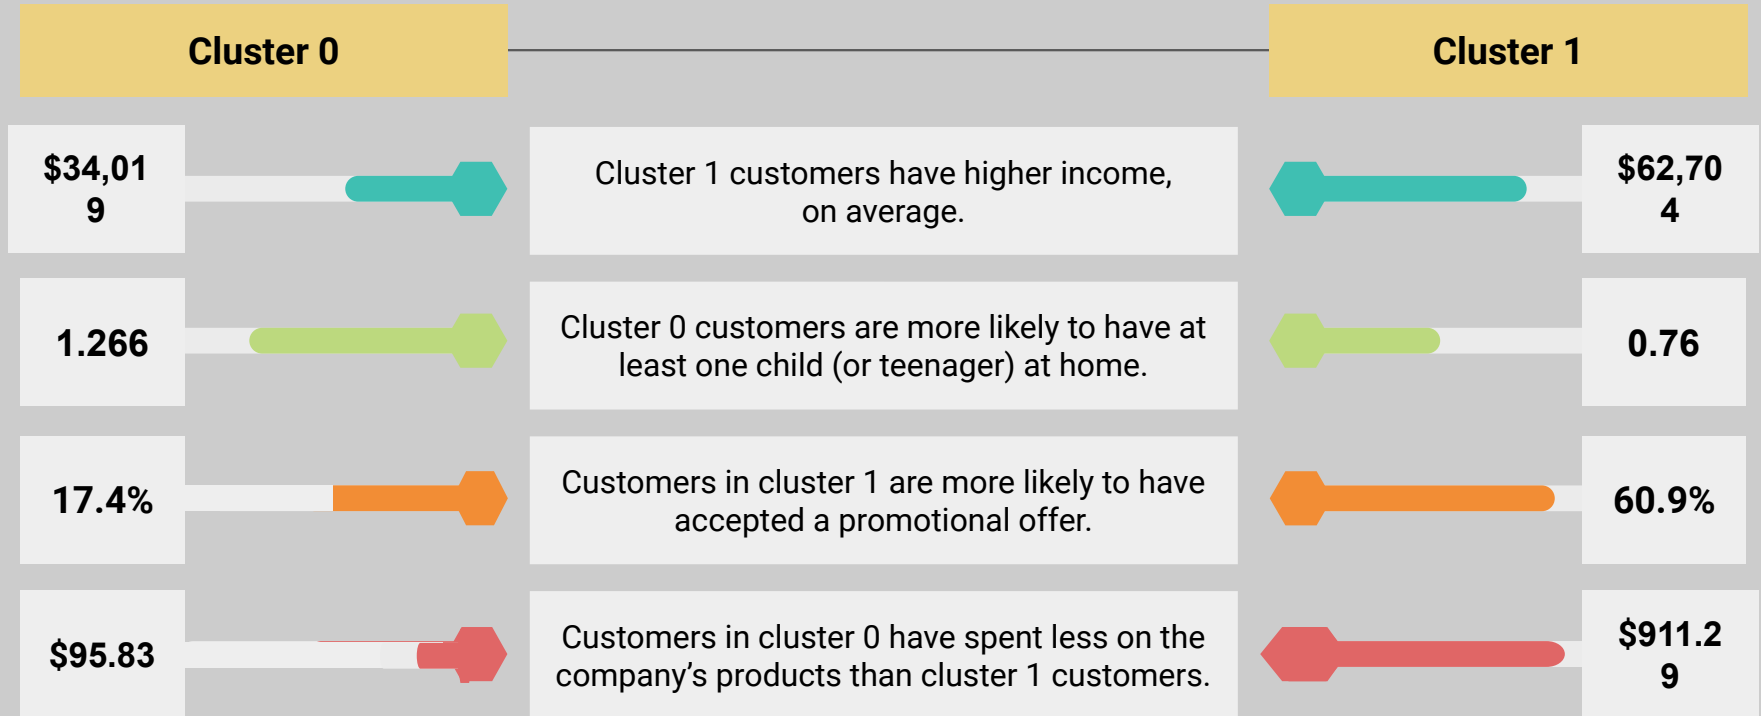 Cluster 0
Cluster 1
$34,01
9
Cluster 1 customers have higher income,
on average.
$62,70
4
1.266
Cluster 0 customers are more likely to have at
least one child (or teenager) at home.
0.76
17.4%
Customers in cluster 1 are more likely to have
accepted a promotional offer.
60.9%
$95.83
Customers in cluster 0 have spent less on the
company’s products than cluster 1 customers.
$911.2
9